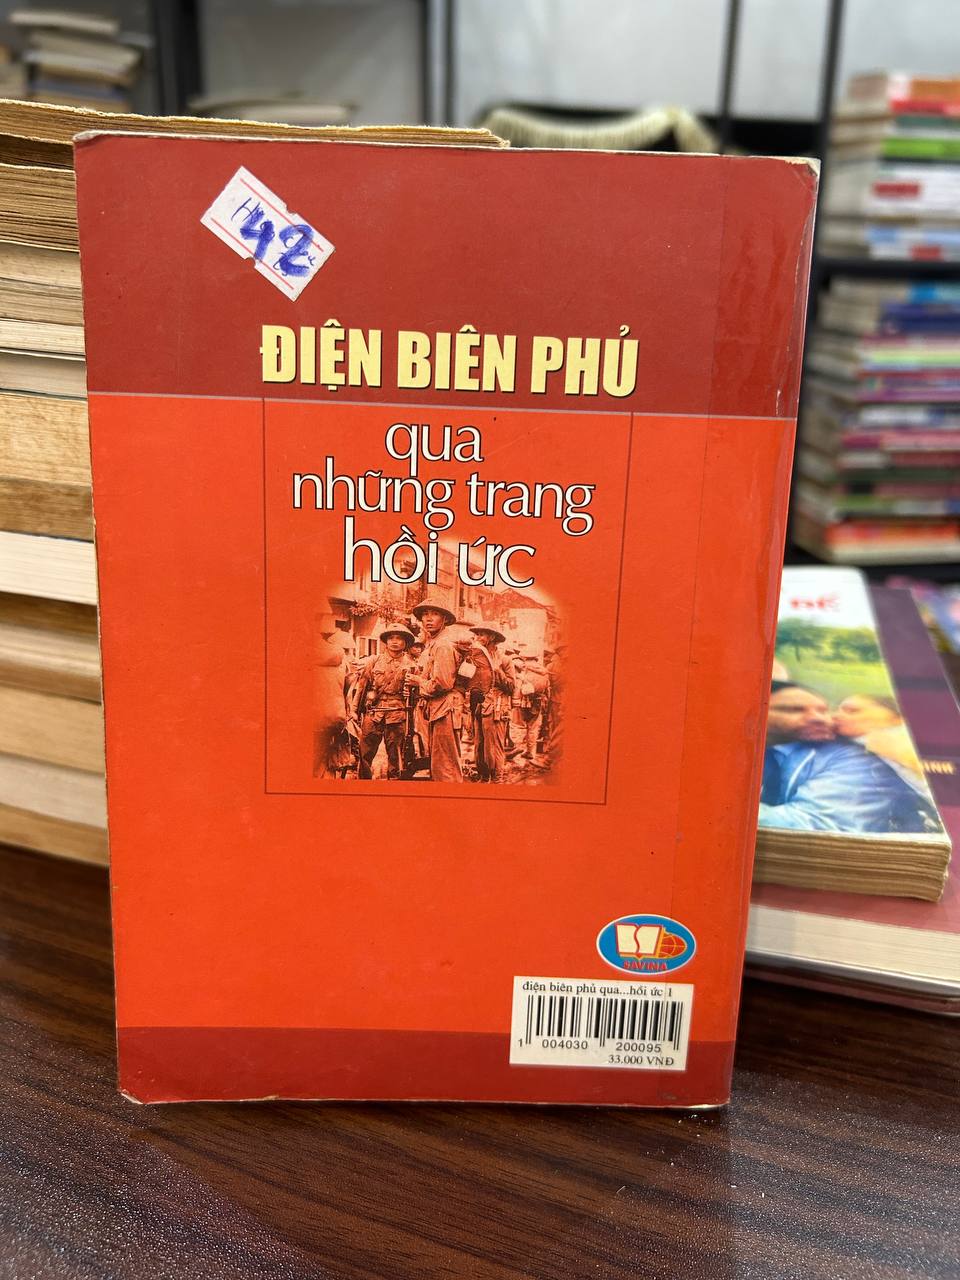 42
ĐIỆN BIÊN PHỦ
qua
những trang
hồi ức
SAVINA
điện biên phủ qua...hồi ức 1
1 004030 200095
33.000 VNĐ